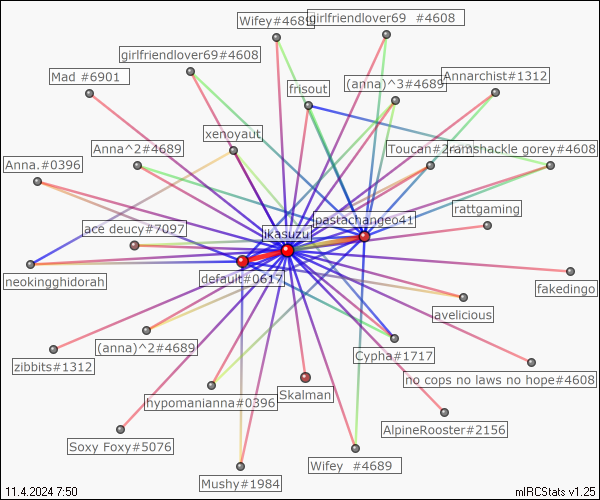 Wifey#4689
girlfriendlover69 #4608
girlfriendlover69#4608
Mad #6901
frisout
(anna)^3#4689
Annarchist#1312
xenoyaut
Anna^2#4689
ramshackle gorey#4608
Anna.#0396
rattgaming
pastachangeo41
ace deucy#7097
ikasuzu
neokingghidorah
default#0617
fakedingo
avelicious
(anna)^2#4689
Cypha#1717
zibbits#1312
no cops no laws no hope#4608
hypomanianna#0396
Skalman
AlpineRooster#2156
Soxy Foxy#5076
Wifey #4689
Mushy#1984
11.4.2024 7:50
mIRCStats v1.25